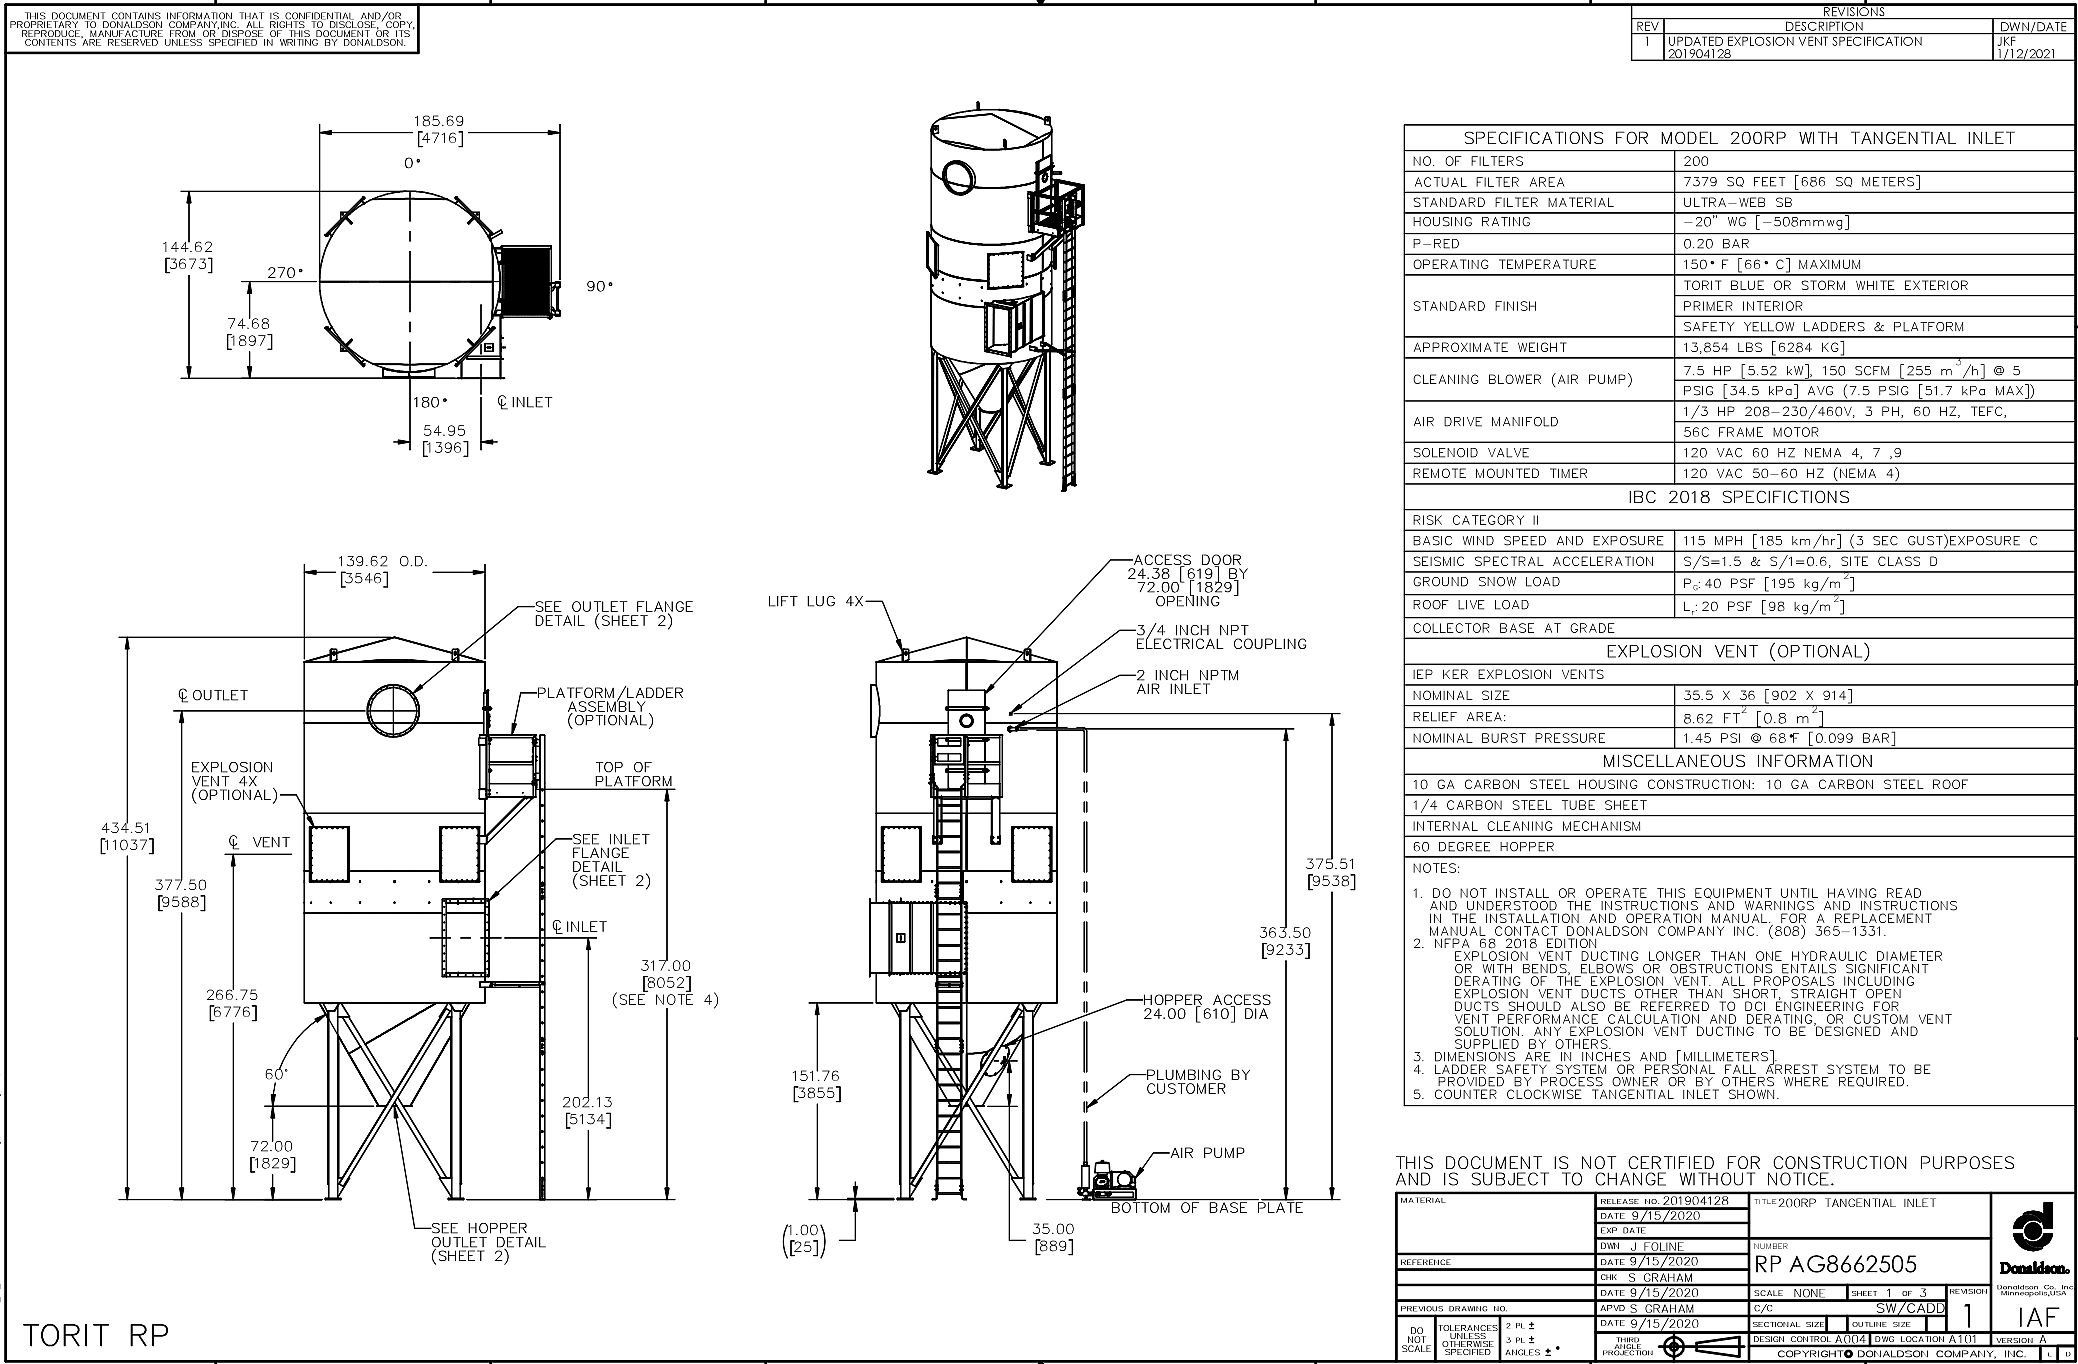 THIS DOCUMENT CONTAINS INFORMATION THAT IS CONFIDENTIAL AND/OR
PROPRIETARY TO DONALDSON COMPANY,INC. ALL RIGHTS TO DISCLOSE, COPY,
REPRODUCE, MANUFACTURE FROM OR DISPOSE OF THIS DOCUMENT OR ITS
CONTENTS ARE RESERVED UNLESS SPECIFIED IN WRITING BY DONALDSON.
REVISIONS
REV DESCRIPTION DWN/DATE
1 UPDATED EXPLOSION VENT SPECIFICATION JKF
201904128 1/12/2021
185.69
[4716]
0°
144.62
[3673]
270°
90°
74.68
[1897]
180°
℄ INLET
54.95
[1396]
139.62 O.D.
[3546]
SEE OUTLET FLANGE
DETAIL (SHEET 2)
℄ OUTLET
PLATFORM/LADDER
ASSEMBLY
(OPTIONAL)
EXPLOSION
VENT 4X
(OPTIONAL)
TOP OF
PLATFORM
434.51
[11037]
℄ VENT
SEE INLET
FLANGE
DETAIL
(SHEET 2)
377.50
[9588]
℄ INLET
317.00
[8052]
(SEE NOTE 4)
266.75
[6776]
60°
202.13
[5134]
72.00
[1829]
SEE HOPPER
OUTLET DETAIL
(SHEET 2)
LIFT LUG 4X
ACCESS DOOR
24.38 [619] BY
72.00 [1829]
OPENING
3/4 INCH NPT
ELECTRICAL COUPLING
2 INCH NPTM
AIR INLET
375.51
[9538]
363.50
[9233]
HOPPER ACCESS
24.00 [610] DIA
151.76
[3855]
PLUMBING BY
CUSTOMER
AIR PUMP
BOTTOM OF BASE PLATE
(1.00)
[25]
35.00
[889]
SPECIFICATIONS FOR MODEL 200RP WITH TANGENTIAL INLET
NO. OF FILTERS 200
ACTUAL FILTER AREA 7379 SQ FEET [686 SQ METERS]
STANDARD FILTER MATERIAL ULTRA-WEB SB
HOUSING RATING -20" WG [-508mmwg]
P-RED 0.20 BAR
OPERATING TEMPERATURE 150° F [66° C] MAXIMUM
STANDARD FINISH TORIT BLUE OR STORM WHITE EXTERIOR
PRIMER INTERIOR
SAFETY YELLOW LADDERS & PLATFORM
APPROXIMATE WEIGHT 13,854 LBS [6284 KG]
CLEANING BLOWER (AIR PUMP) 7.5 HP [5.52 kW], 150 SCFM [255 m³/h] @ 5
PSIG [34.5 kPa] AVG (7.5 PSIG [51.7 kPa MAX])
AIR DRIVE MANIFOLD 1/3 HP 208-230/460V, 3 PH, 60 HZ, TEFC,
56C FRAME MOTOR
SOLENOID VALVE 120 VAC 60 HZ NEMA 4, 7 ,9
REMOTE MOUNTED TIMER 120 VAC 50-60 HZ (NEMA 4)
IBC 2018 SPECIFICTIONS
RISK CATEGORY II
BASIC WIND SPEED AND EXPOSURE 115 MPH [185 km/hr] (3 SEC GUST)EXPOSURE C
SEISMIC SPECTRAL ACCELERATION S/S=1.5 & S/1=0.6, SITE CLASS D
GROUND SNOW LOAD PG: 40 PSF [195 kg/m²]
ROOF LIVE LOAD Lr: 20 PSF [98 kg/m²]
COLLECTOR BASE AT GRADE
EXPLOSION VENT (OPTIONAL)
IEP KER EXPLOSION VENTS
NOMINAL SIZE 35.5 X 36 [902 X 914]
RELIEF AREA: 8.62 FT² [0.8 m²]
NOMINAL BURST PRESSURE 1.45 PSI @ 68°F [0.099 BAR]
MISCELLANEOUS INFORMATION
10 GA CARBON STEEL HOUSING CONSTRUCTION: 10 GA CARBON STEEL ROOF
1/4 CARBON STEEL TUBE SHEET
INTERNAL CLEANING MECHANISM
60 DEGREE HOPPER
NOTES:
1. DO NOT INSTALL OR OPERATE THIS EQUIPMENT UNTIL HAVING READ
AND UNDERSTOOD THE INSTRUCTIONS AND WARNINGS AND INSTRUCTIONS
IN THE INSTALLATION AND OPERATION MANUAL. FOR A REPLACEMENT
MANUAL CONTACT DONALDSON COMPANY INC. (808) 365-1331.
2. NFPA 68 2018 EDITION
EXPLOSION VENT DUCTING LONGER THAN ONE HYDRAULIC DIAMETER
OR WITH BENDS, ELBOWS OR OBSTRUCTIONS ENTAILS SIGNIFICANT
DERATING OF THE EXPLOSION VENT. ALL PROPOSALS INCLUDING
EXPLOSION VENT DUCTS OTHER THAN SHORT, STRAIGHT OPEN
DUCTS SHOULD ALSO BE REFERRED TO DCI ENGINEERING FOR
VENT PERFORMANCE CALCULATION AND DERATING, OR CUSTOM VENT
SOLUTION. ANY EXPLOSION VENT DUCTING TO BE DESIGNED AND
SUPPLIED BY OTHERS.
3. DIMENSIONS ARE IN INCHES AND [MILLIMETERS].
4. LADDER SAFETY SYSTEM OR PERSONAL FALL ARREST SYSTEM TO BE
PROVIDED BY PROCESS OWNER OR BY OTHERS WHERE REQUIRED.
5. COUNTER CLOCKWISE TANGENTIAL INLET SHOWN.
THIS DOCUMENT IS NOT CERTIFIED FOR CONSTRUCTION PURPOSES
AND IS SUBJECT TO CHANGE WITHOUT NOTICE.
MATERIAL
REFERENCE
PREVIOUS DRAWING NO.
DO
NOT
SCALE
TOLERANCES
UNLESS
OTHERWISE
SPECIFIED
2 PL ±
3 PL ±
ANGLES ± °
RELEASE NO. 201904128
DATE 9/15/2020
EXP DATE
DWN J FOLINE
DATE 9/15/2020
CHK S GRAHAM
DATE 9/15/2020
APVD S GRAHAM
DATE 9/15/2020
THIRD
ANGLE
PROJECTION
TITLE 200RP TANGENTIAL INLET
NUMBER
RP AG8662505
SCALE NONE SHEET 1 OF 3 REVISION
C/C SW/CADD 1
SECTIONAL SIZE OUTLINE SIZE
DESIGN CONTROL A004 DWG LOCATION A101 VERSION A
COPYRIGHT© DONALDSON COMPANY, INC. L D
Donaldson.
Donaldson Co. Inc
Minneapolis,USA
IAF
TORIT RP